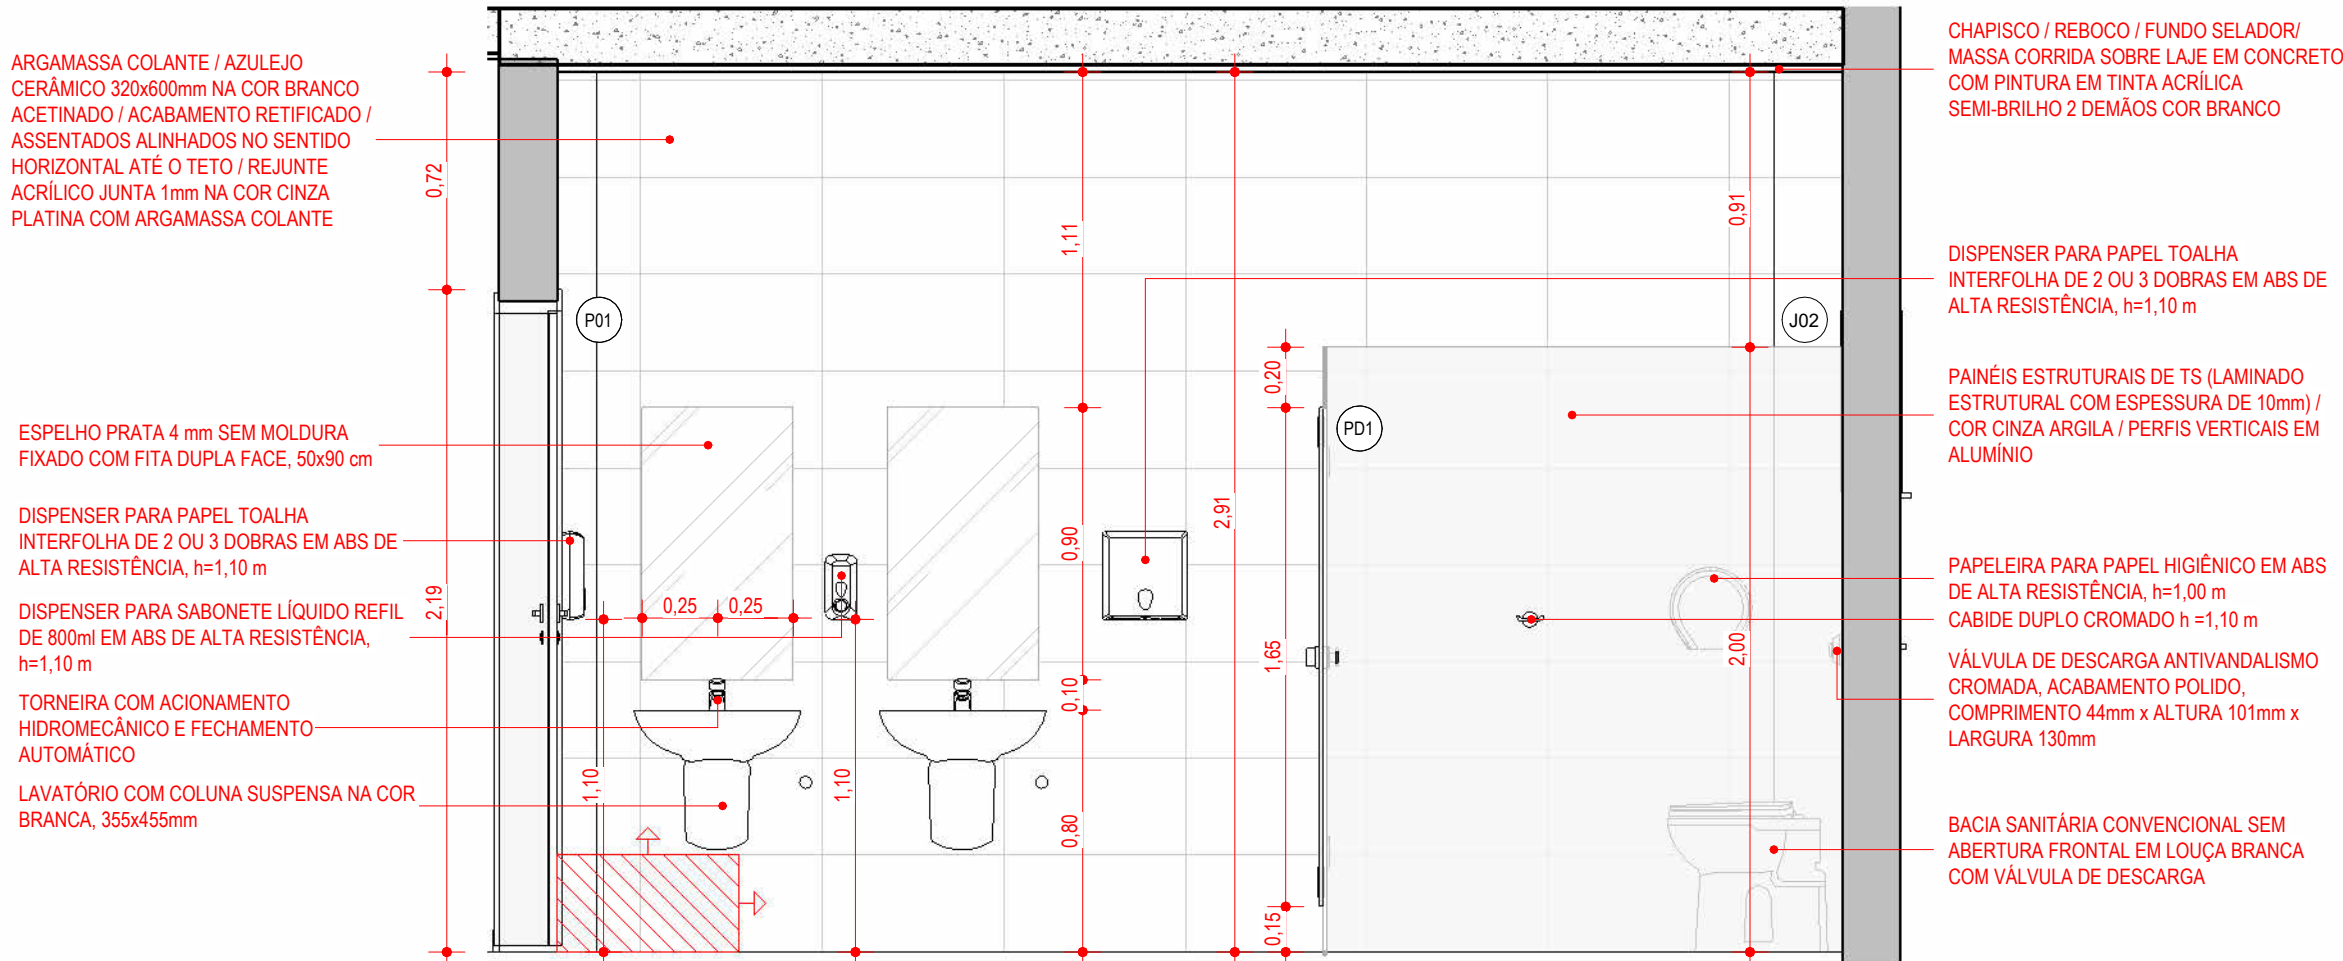 ARGAMASSA COLANTE / AZULEJO
CERÂMICO 320x600mm NA COR BRANCO
ACETINADO / ACABAMENTO RETIFICADO /
ASSENTADOS ALINHADOS NO SENTIDO
HORIZONTAL ATÉ O TETO / REJUNTE
ACRÍLICO JUNTA 1mm NA COR CINZA
PLATINA COM ARGAMASSA COLANTE
ESPELHO PRATA 4 mm SEM MOLDURA
FIXADO COM FITA DUPLA FACE, 50x90 cm
DISPENSER PARA PAPEL TOALHA
INTERFOLHA DE 2 OU 3 DOBRAS EM ABS DE
ALTA RESISTÊNCIA, h=1,10 m
DISPENSER PARA SABONETE LÍQUIDO REFIL
DE 800ml EM ABS DE ALTA RESISTÊNCIA,
h=1,10 m
TORNEIRA COM ACIONAMENTO
HIDROMECÂNICO E FECHAMENTO
AUTOMÁTICO
LAVATÓRIO COM COLUNA SUSPENSA NA COR
BRANCA, 355x455mm
0,72
2,19
P01
0,25
0,25
1,10
1,10
1,11
0,90
0,10
0,80
2,91
0,20
1,65
0,15
PD1
0,91
2,00
J02
CHAPISCO / REBOCO / FUNDO SELADOR/
MASSA CORRIDA SOBRE LAJE EM CONCRETO
COM PINTURA EM TINTA ACRÍLICA
SEMI-BRILHO 2 DEMÃOS COR BRANCO
DISPENSER PARA PAPEL TOALHA
INTERFOLHA DE 2 OU 3 DOBRAS EM ABS DE
ALTA RESISTÊNCIA, h=1,10 m
PAINÉIS ESTRUTURAIS DE TS (LAMINADO
ESTRUTURAL COM ESPESSURA DE 10mm) /
COR CINZA ARGILA / PERFIS VERTICAIS EM
ALUMÍNIO
PAPELEIRA PARA PAPEL HIGIÊNICO EM ABS
DE ALTA RESISTÊNCIA, h=1,00 m
CABIDE DUPLO CROMADO h =1,10 m
VÁLVULA DE DESCARGA ANTIVANDALISMO
CROMADA, ACABAMENTO POLIDO,
COMPRIMENTO 44mm x ALTURA 101mm x
LARGURA 130mm
BACIA SANITÁRIA CONVENCIONAL SEM
ABERTURA FRONTAL EM LOUÇA BRANCA
COM VÁLVULA DE DESCARGA